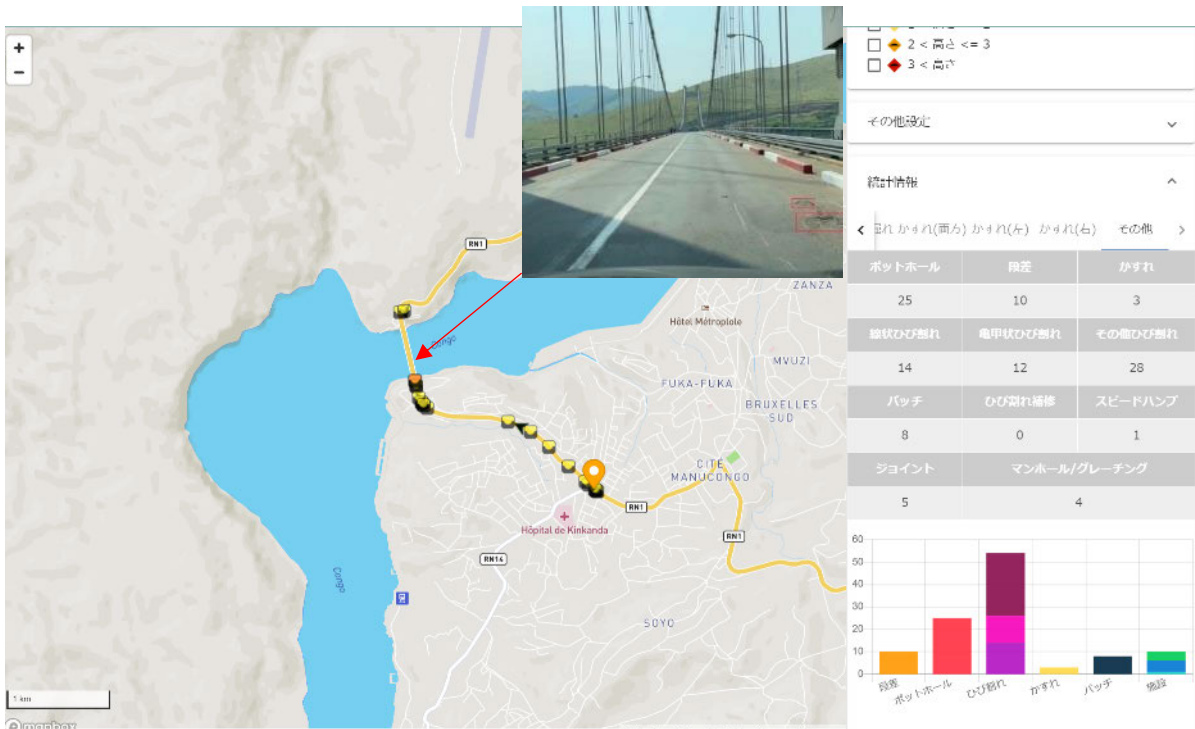 +
−
RN1
Congo
ZANZA
Hôtel Métroplole
MVUZI
FUKA-FUKA
BRUXELLES
SUD
CITÉ
MANUCONGO
RN1
Hôpital de Kinkanda
RN1
RN16
Congo
SOYO
1 km
mapbox
2 < 高さ <= 3
3 < 高さ
その他設定
統計情報
かすれ(両方) かすれ(左) かすれ(右) その他
ポットホール 段差 かすれ
25 10 3
線状ひび割れ 亀甲状ひび割れ その他ひび割れ
14 12 28
パッチ ひび割れ補修 スピードハンプ
8 0 1
ジョイント マンホール/グレーチング
5 4
60
50
40
30
20
10
0
段差 ポットホール ひび割れ かすれ パッチ 施設